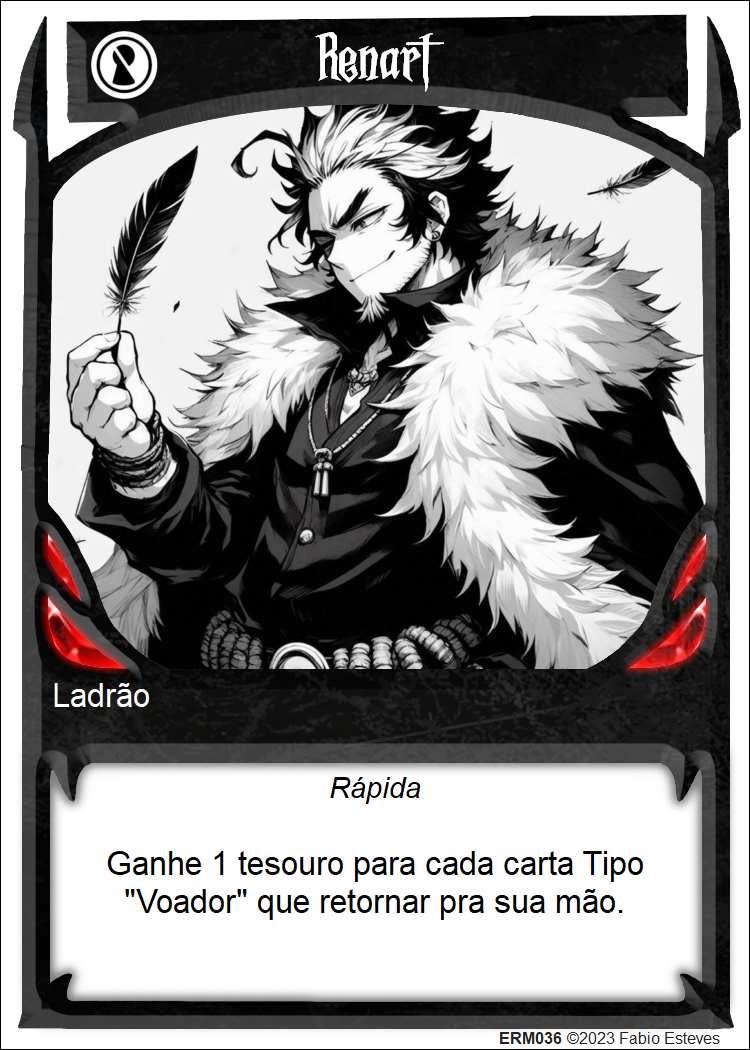 Renart
Ladrão
Rápida
Ganhe 1 tesouro para cada carta Tipo
"Voador" que retornar pra sua mão.
ERM036 ©2023 Fabio Esteves